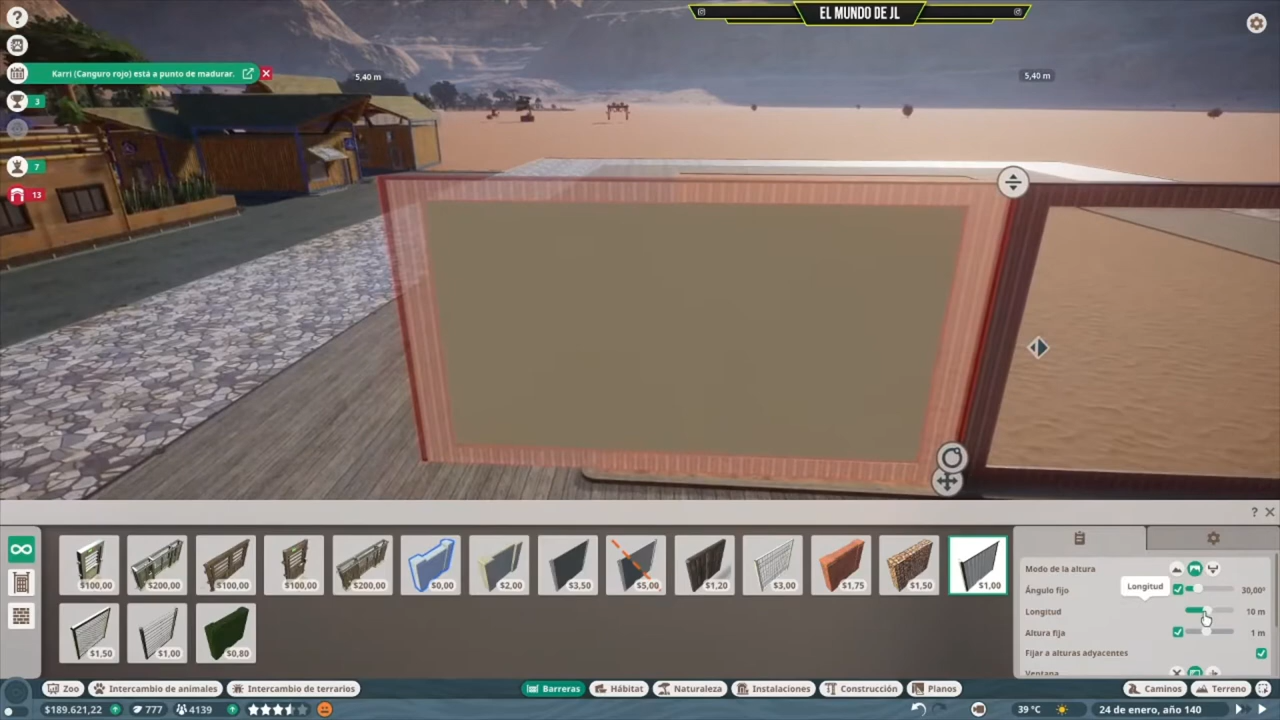 EL MUNDO DE JL
?
Karri (Canguro rojo) está a punto de madurar.
5,40 m
5,40 m
3
7
13
? X
$100,00 $200,00 $100,00 $100,00 $200,00 $0,00 $2,00 $3,50 $5,00 $1,20 $3,00 $1,75 $1,50 $1,00
$1,50 $1,00 $0,80
Modo de la altura
Ángulo fijo 30,00°
Longitud
Longitud 10 m
Altura fija 1 m
Fijar a alturas adyacentes
Ventana
Zoo Intercambio de animales Intercambio de terrarios Barreras Hábitat Naturaleza Instalaciones Construcción Planos Caminos Terreno
$189.621,22 777 4139 39 °C 24 de enero, año 140